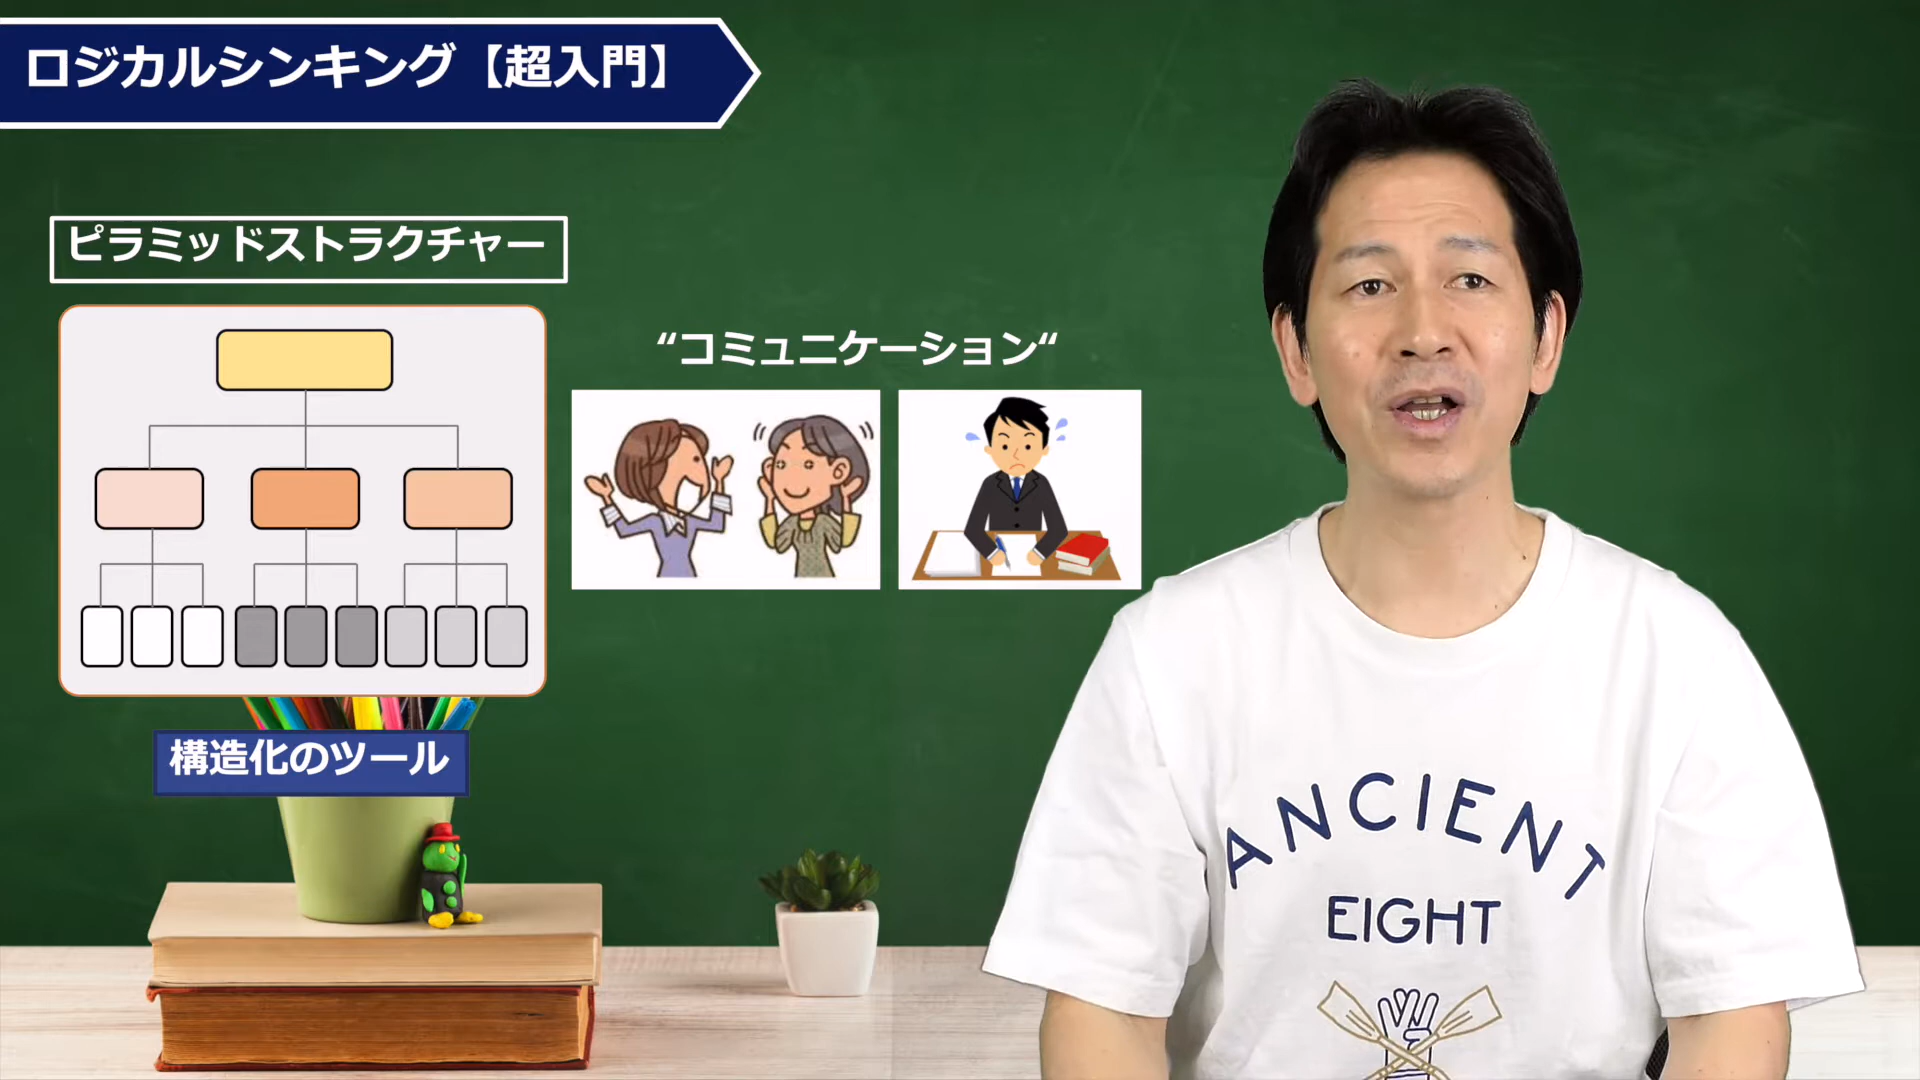 ロジカルシンキング【超入門】
ピラミッドストラクチャー
“コミュニケーション“
構造化のツール
ANCIENT
EIGHT